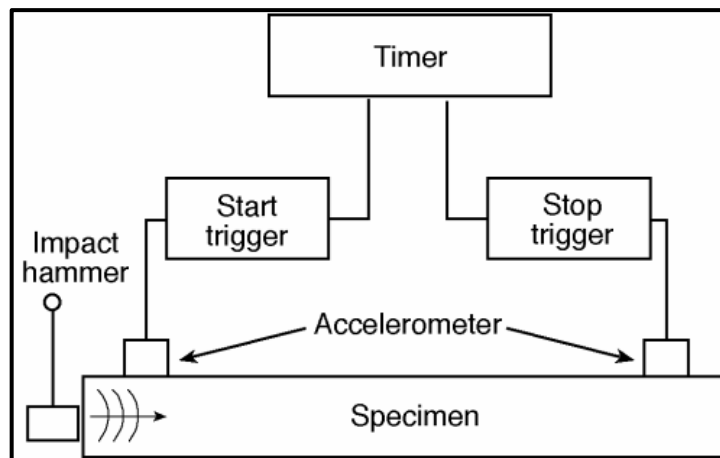 Timer
Start
trigger
Stop
trigger
Impact
hammer
Accelerometer
Specimen